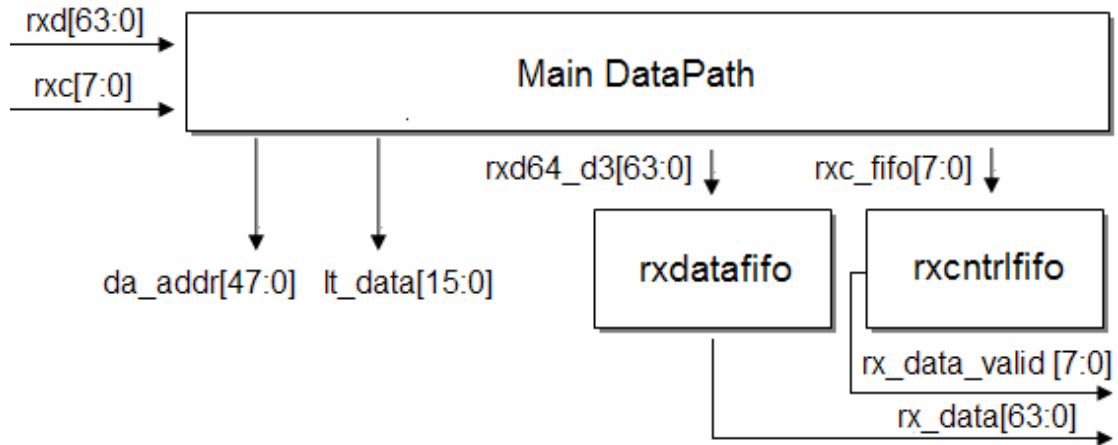 rxd[63:0]
Main DataPath
rxc[7:0]
rxd64_d3[63:0]
rxc_fifo[7:0]
da_addr[47:0]
lt_data[15:0]
rxdatafifo
rxcntrlfifo
rx_data_valid [7:0]
rx_data[63:0]